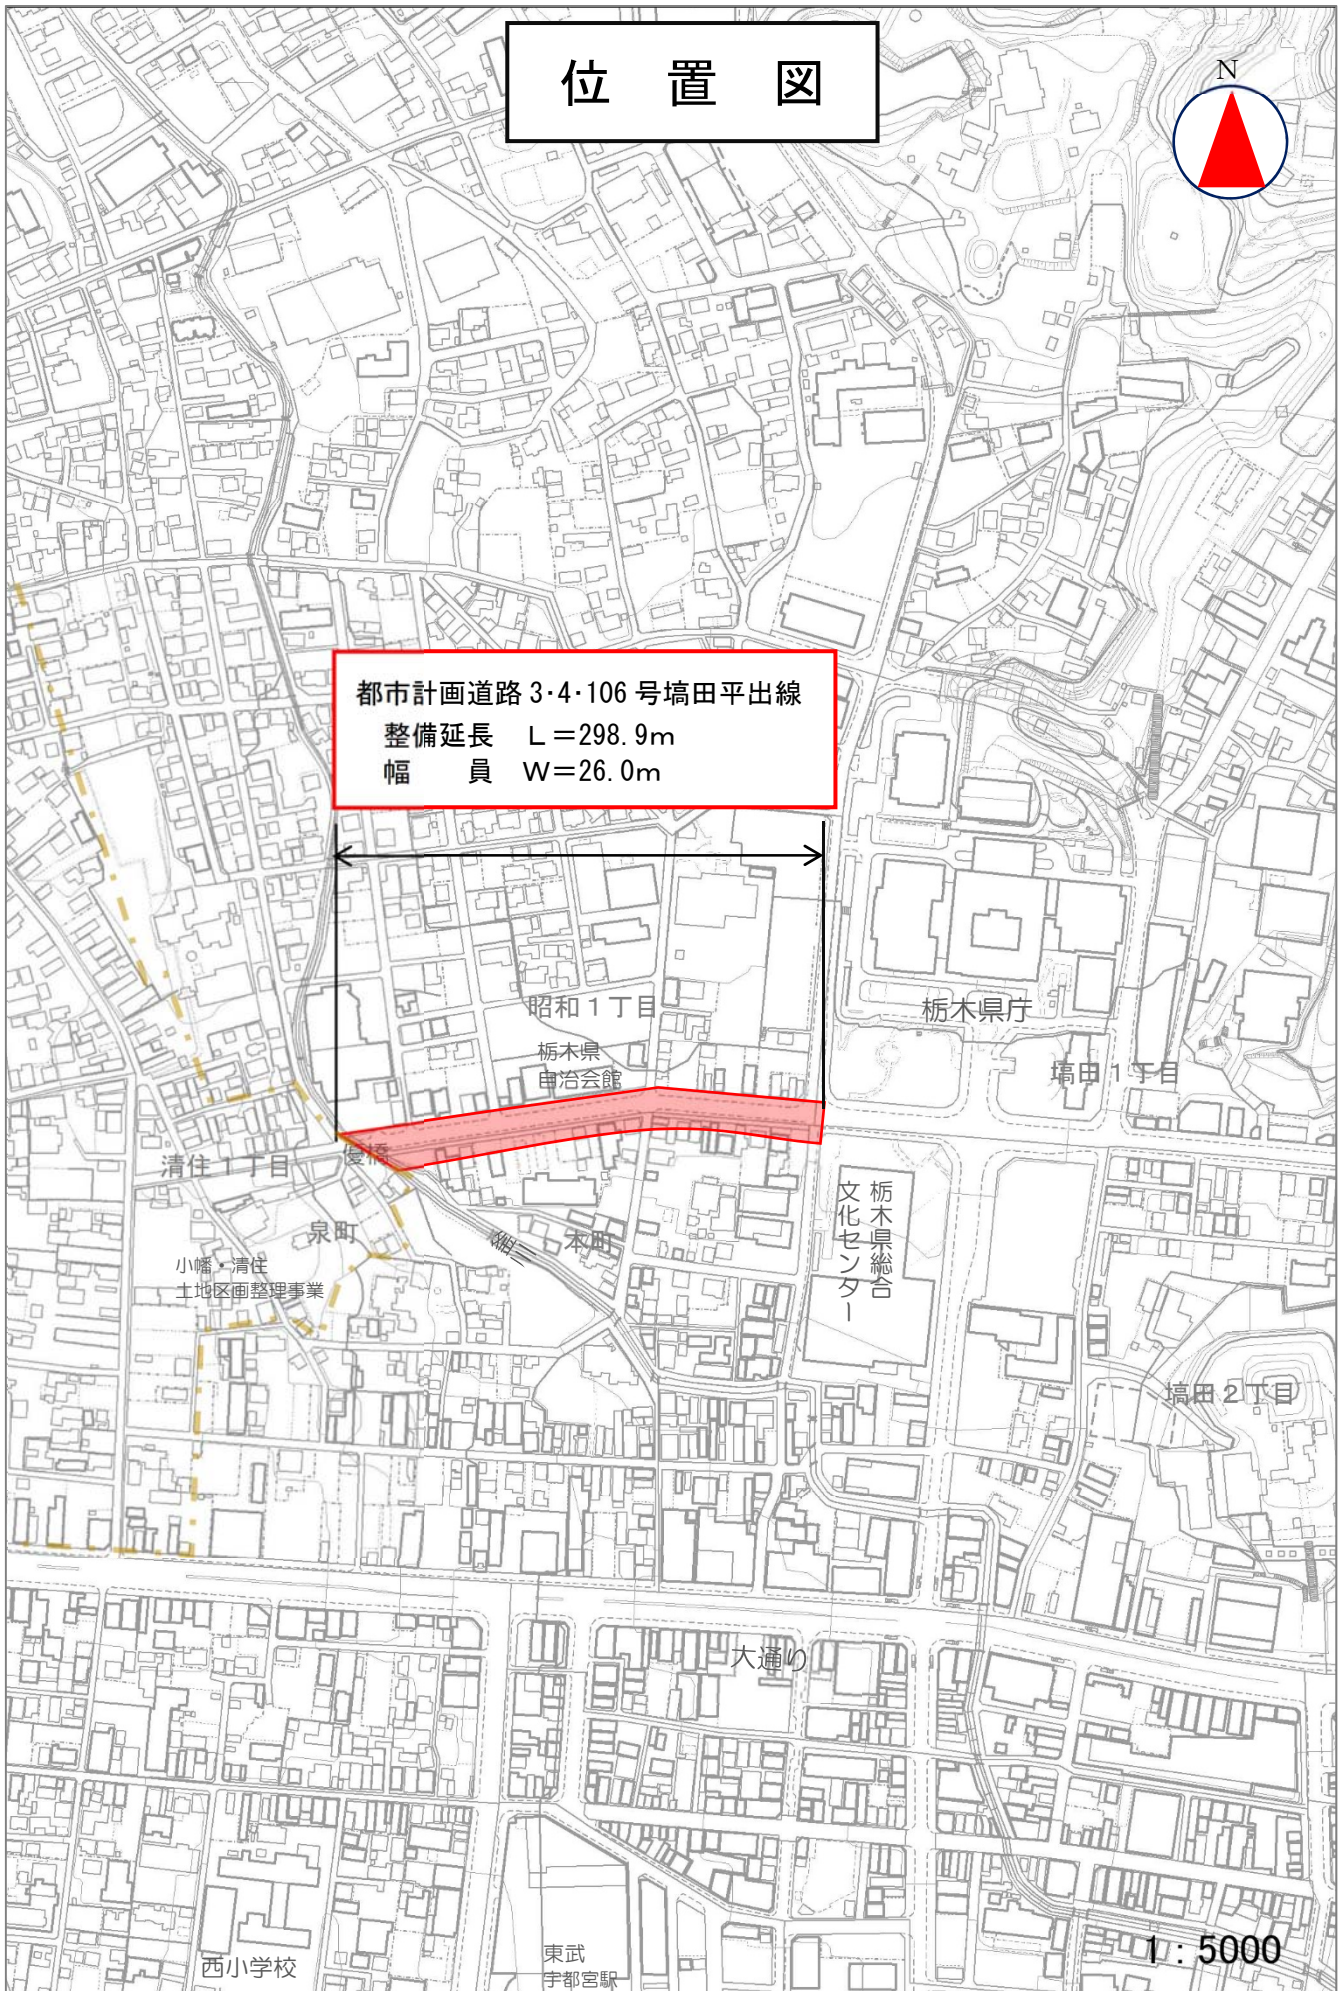 位置図
N
都市計画道路 3・4・106 号塙田平出線
整備延長 L=298.9m
幅員 W=26.0m
昭和1丁目
栃木県
自治会館
栃木県庁
塙田1丁目
清住1丁目
優橋
泉町
釜川
本町
小幡・清住
土地区画整理事業
栃木県総合
文化センター
塙田2丁目
大通り
西小学校
東武
宇都宮駅
1:5000